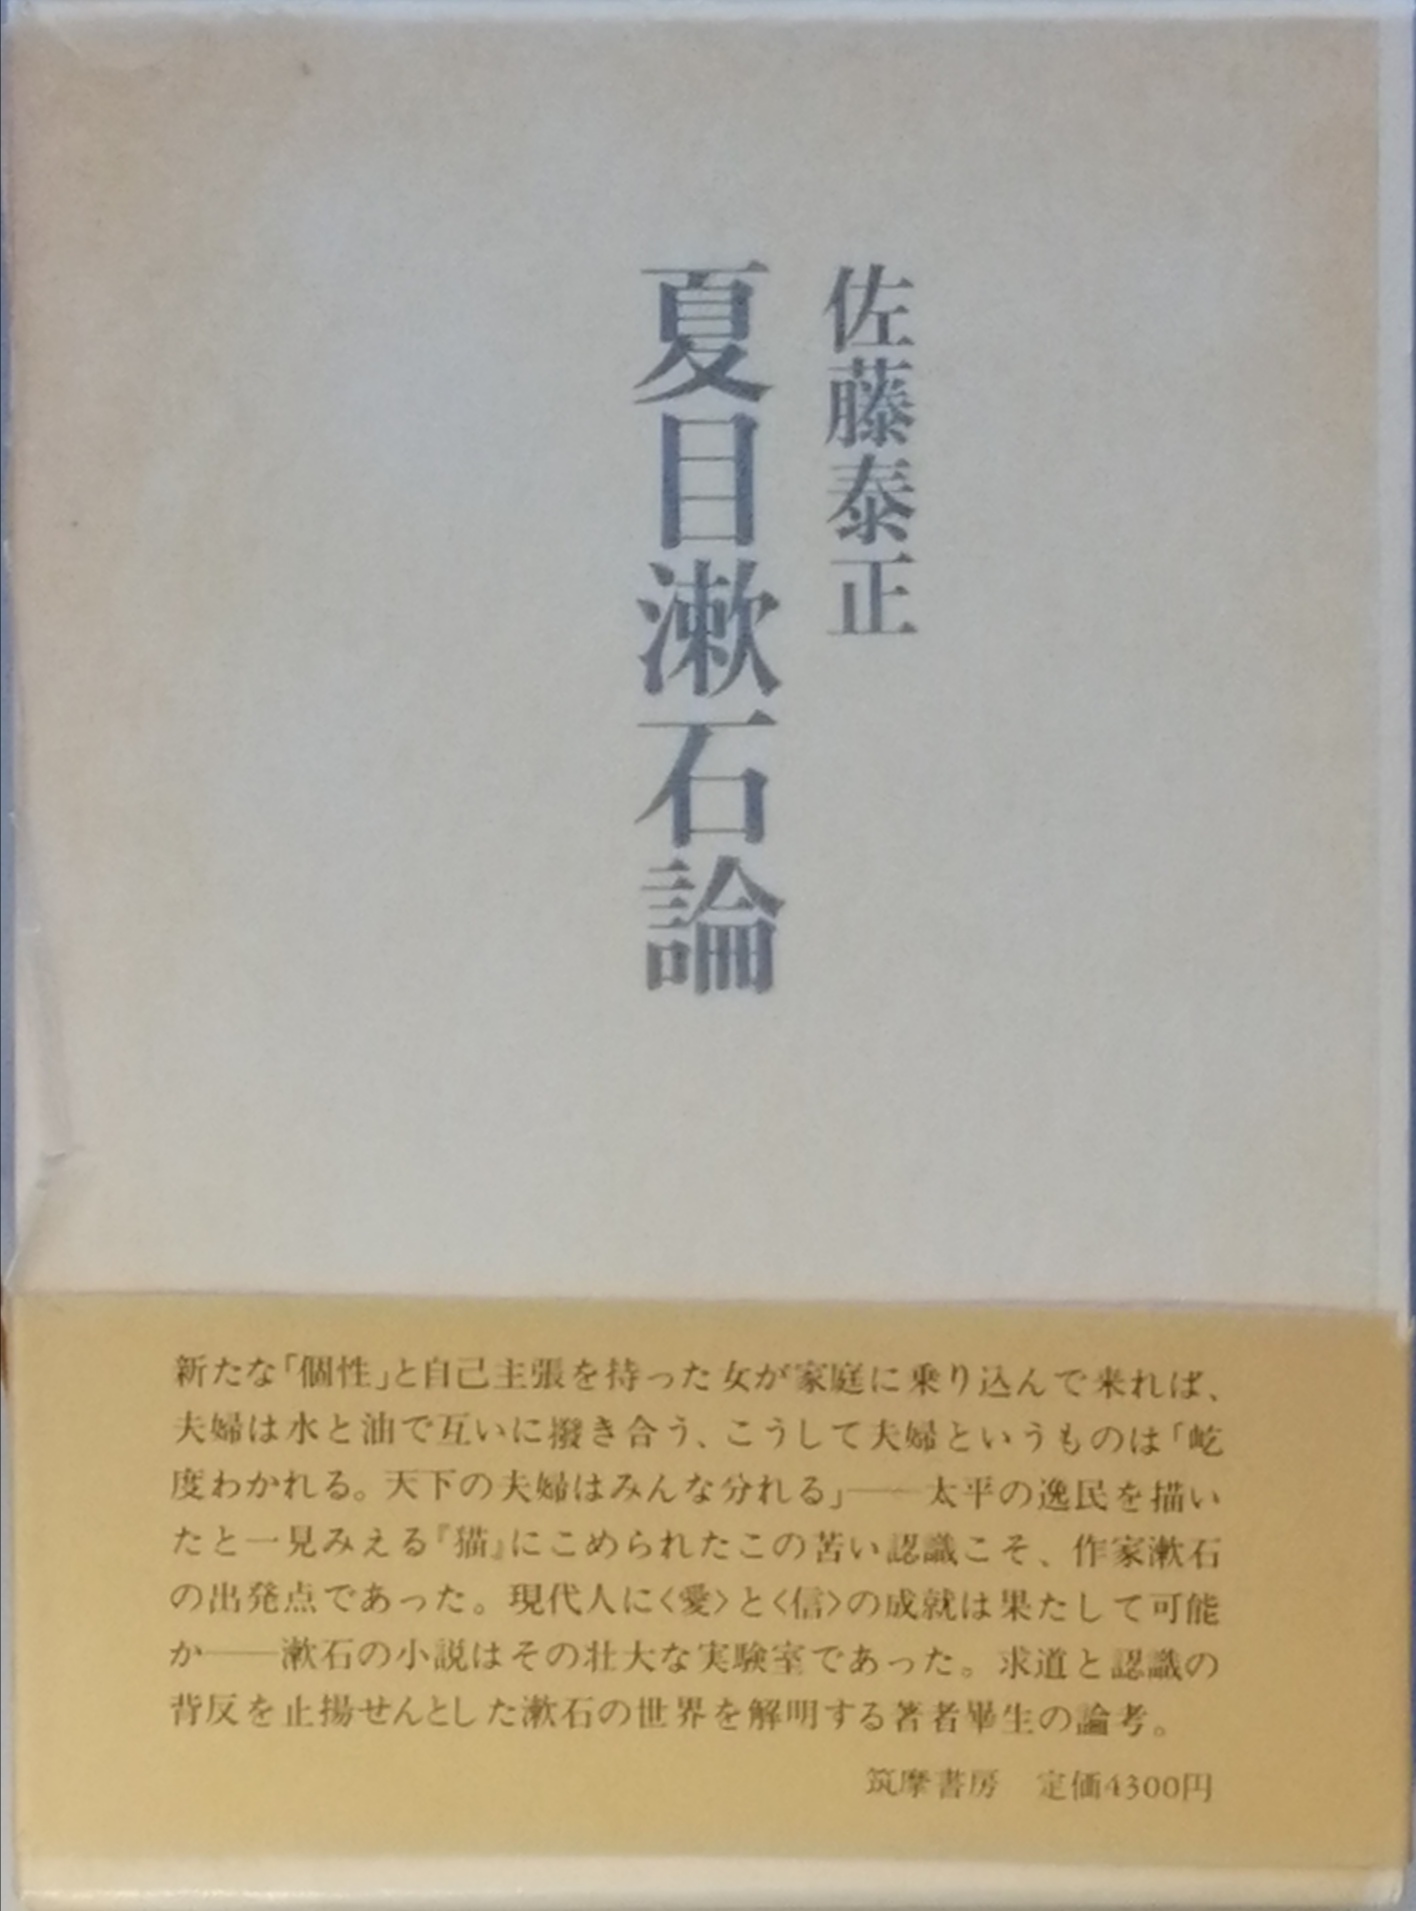 佐藤泰正
夏目漱石論
新たな「個性」と自己主張を持った女が家庭に乗り込んで来れば、
夫婦は水と油で互いに撥き合う、こうして夫婦というものは「屹
度わかれる。天下の夫婦はみんな分れる」――太平の逸民を描い
たと一見みえる『猫』にこめられたこの苦い認識こそ、作家漱石
の出発点であった。現代人に〈愛〉と〈信〉の成就は果たして可能
か――漱石の小説はその壮大な実験室であった。求道と認識の
背反を止揚せんとした漱石の世界を解明する著者畢生の論考。
筑摩書房　定価4300円